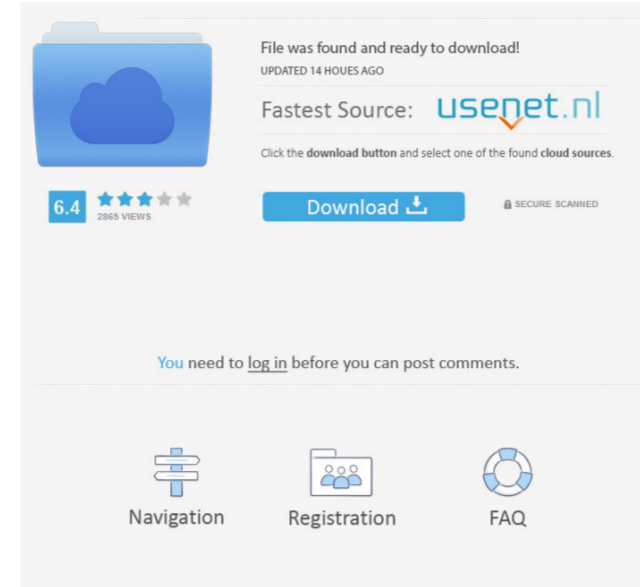 File was found and ready to download!
UPDATED 14 HOUES AGO
Fastest Source: usenet.nl
Click the download button and select one of the found cloud sources.
6.4
2865 VIEWS
Download
SECURE SCANNED
You need to log in before you can post comments.
Navigation
Registration
FAQ